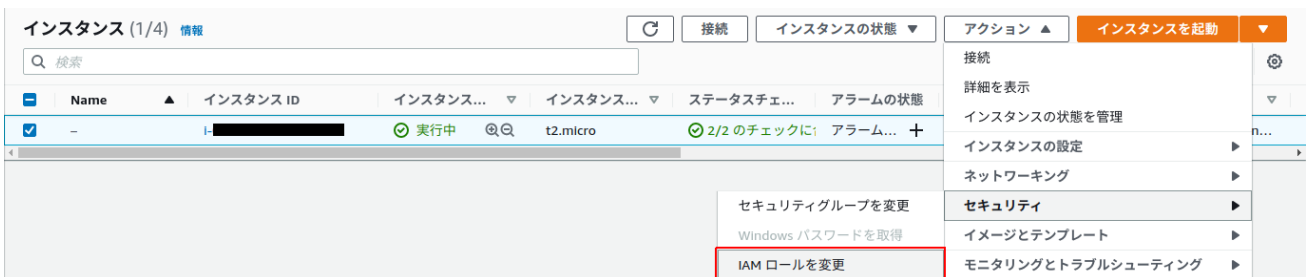 インスタンス (1/4) 情報 接続 インスタンスの状態 アクション インスタンスを起動
検索 接続
詳細を表示
Name インスタンス ID インスタンス... インスタンス... ステータスチェ... アラームの状態
インスタンスの状態を管理
– i- 実行中 t2.micro 2/2 のチェックに アラーム... n...
インスタンスの設定
ネットワーキング
セキュリティグループを変更 セキュリティ
Windows パスワードを取得 イメージとテンプレート
IAM ロールを変更 モニタリングとトラブルシューティング